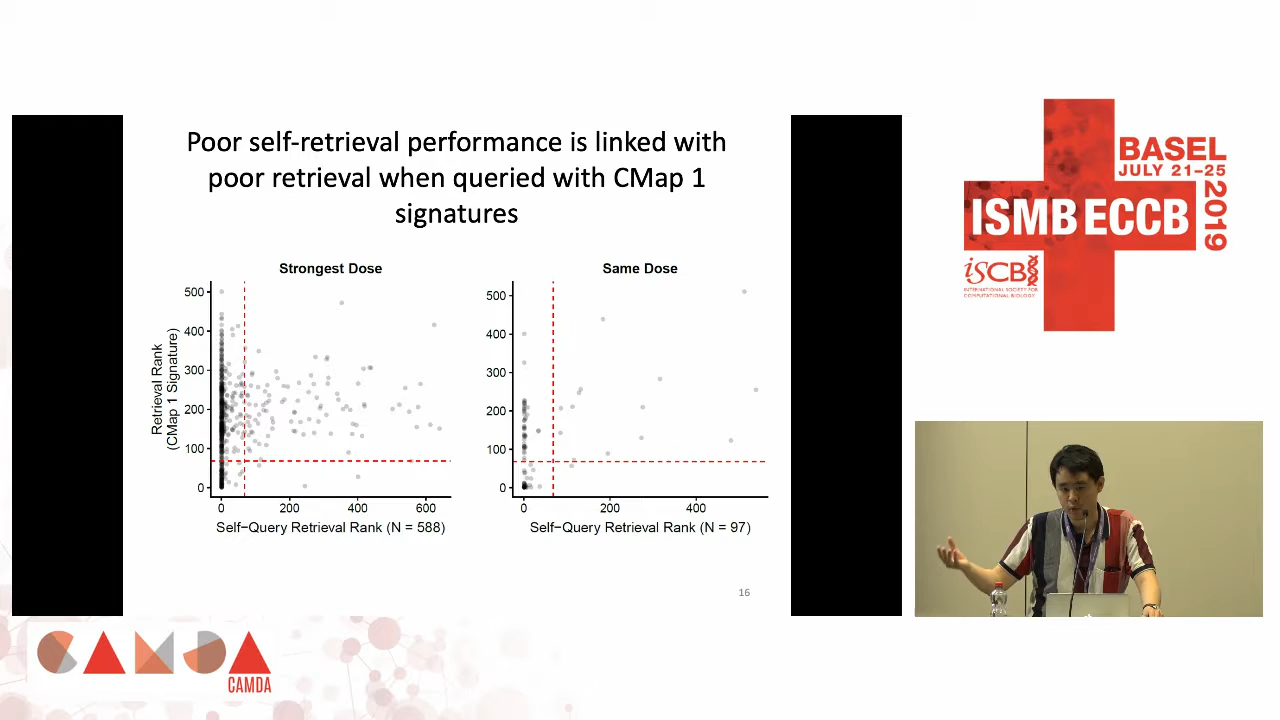 Poor self-retrieval performance is linked with
poor retrieval when queried with CMap 1
signatures
Strongest Dose
Same Dose
Retrieval Rank
(CMap 1 Signature)
500
400
300
200
100
0
0
200
400
600
Self−Query Retrieval Rank (N = 588)
500
400
300
200
100
0
0
200
400
Self−Query Retrieval Rank (N = 97)
16
BASEL
JULY 21–25
2019
ISMB ECCB
ISCB
INTERNATIONAL SOCIETY FOR
COMPUTATIONAL BIOLOGY
CAMDA
CAMDA